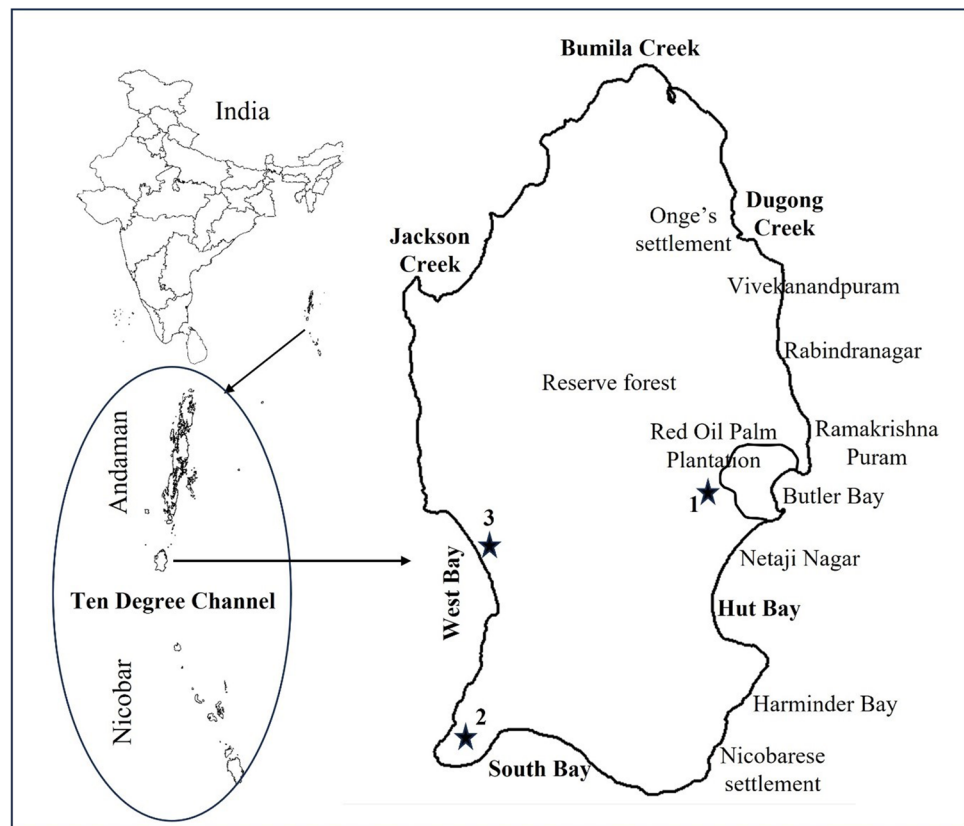 India
Andaman
Ten Degree Channel
Nicobar
Bumila Creek
Dugong
Creek
Onge’s
settlement
Jackson
Creek
Vivekanandpuram
Rabindranagar
Reserve forest
Red Oil Palm
Plantation
Ramakrishna
Puram
1
Butler Bay
3
West Bay
Netaji Nagar
Hut Bay
2
Harminder Bay
South Bay
Nicobarese
settlement